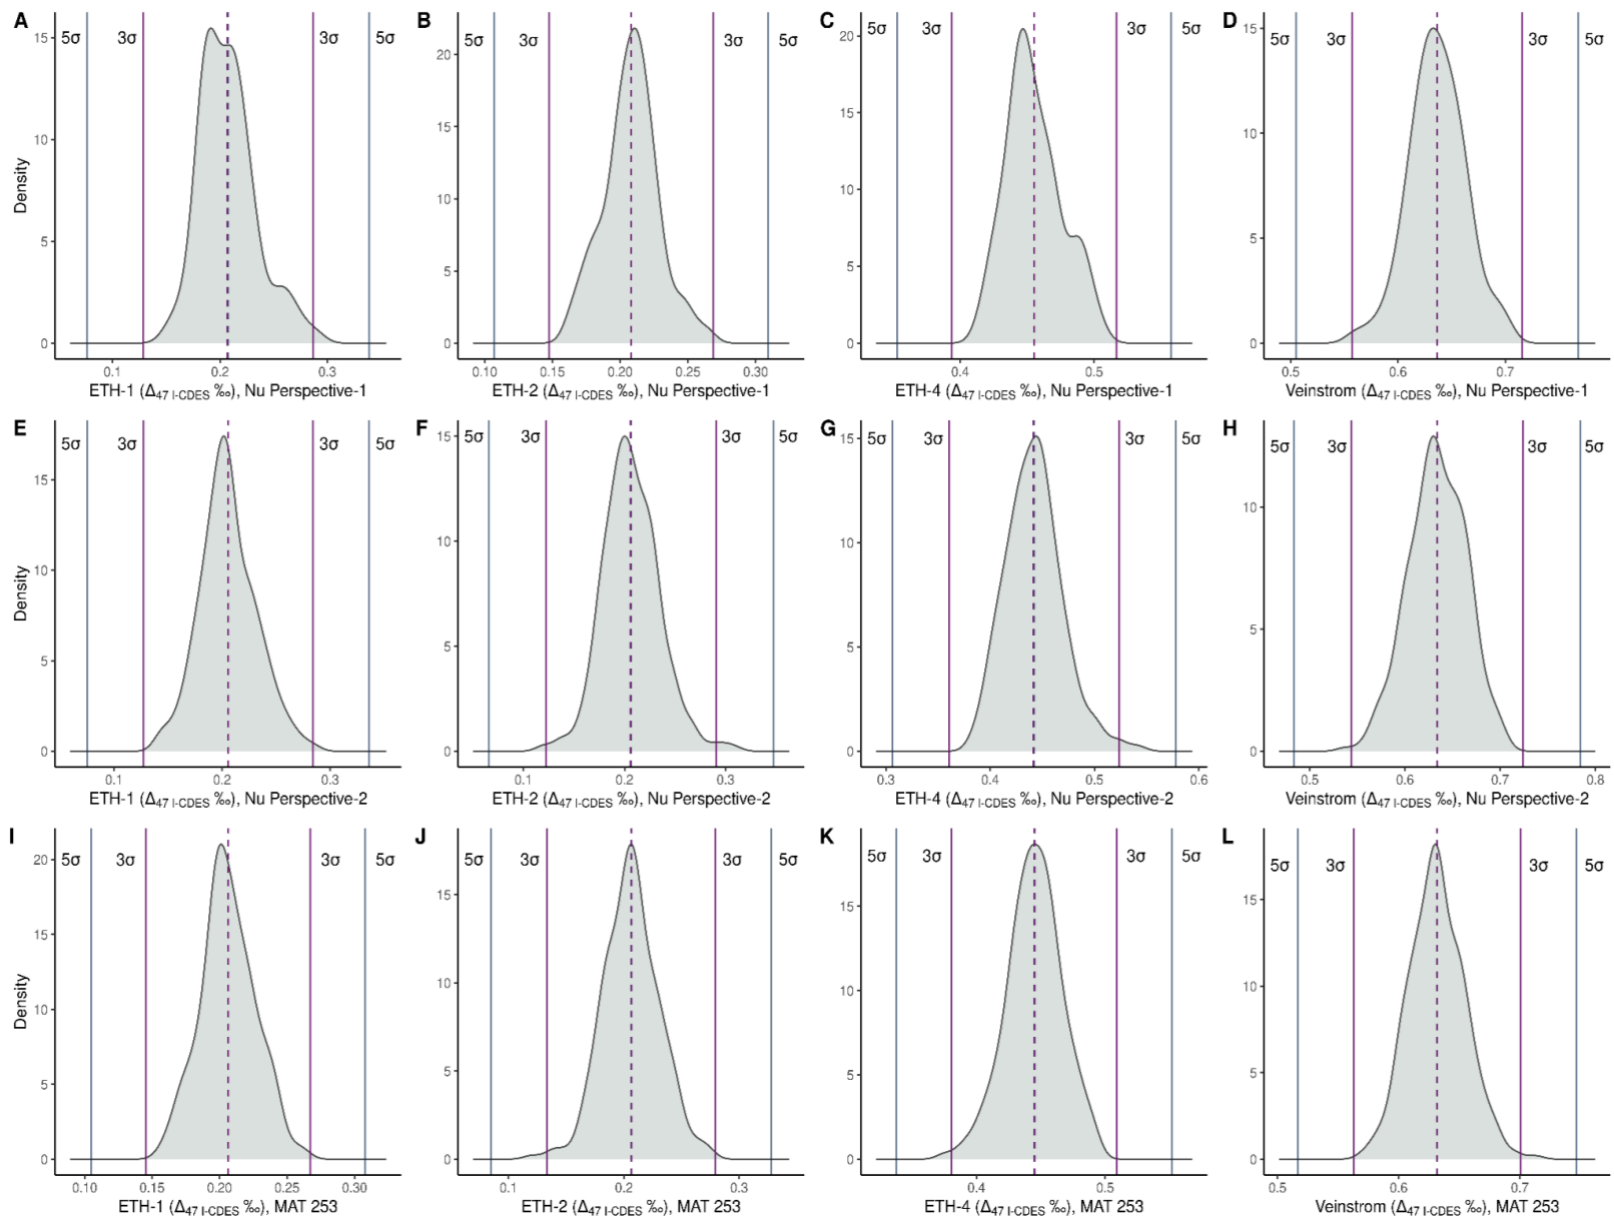 A
5σ 3σ 3σ 5σ
15
10
5
0
Density
0.1 0.2 0.3
ETH-1 (Δ47 I-CDES ‰), Nu Perspective-1
B
5σ 3σ 3σ 5σ
20
15
10
5
0
0.10 0.15 0.20 0.25 0.30
ETH-2 (Δ47 I-CDES ‰), Nu Perspective-1
C
5σ 3σ 3σ 5σ
20
15
10
5
0
0.4 0.5
ETH-4 (Δ47 I-CDES ‰), Nu Perspective-1
D
5σ 3σ 3σ 5σ
15
10
5
0
0.5 0.6 0.7
Veinstrom (Δ47 I-CDES ‰), Nu Perspective-1
E
5σ 3σ 3σ 5σ
15
10
5
0
Density
0.1 0.2 0.3
ETH-1 (Δ47 I-CDES ‰), Nu Perspective-2
F
5σ 3σ 3σ 5σ
15
10
5
0
0.1 0.2 0.3
ETH-2 (Δ47 I-CDES ‰), Nu Perspective-2
G
5σ 3σ 3σ 5σ
15
10
5
0
0.3 0.4 0.5 0.6
ETH-4 (Δ47 I-CDES ‰), Nu Perspective-2
H
5σ 3σ 3σ 5σ
10
5
0
0.5 0.6 0.7 0.8
Veinstrom (Δ47 I-CDES ‰), Nu Perspective-2
I
5σ 3σ 3σ 5σ
20
15
10
5
0
Density
0.10 0.15 0.20 0.25 0.30
ETH-1 (Δ47 I-CDES ‰), MAT 253
J
5σ 3σ 3σ 5σ
15
10
5
0
0.1 0.2 0.3
ETH-2 (Δ47 I-CDES ‰), MAT 253
K
5σ 3σ 3σ 5σ
15
10
5
0
0.4 0.5
ETH-4 (Δ47 I-CDES ‰), MAT 253
L
5σ 3σ 3σ 5σ
15
10
5
0
0.5 0.6 0.7
Veinstrom (Δ47 I-CDES ‰), MAT 253